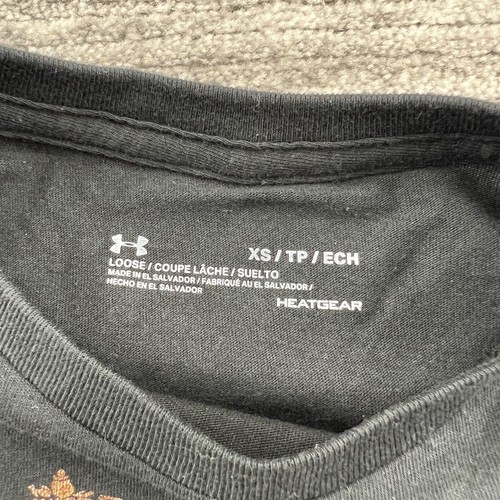 XS / TP / ECH
LOOSE / COUPE LÂCHE / SUELTO
MADE IN EL SALVADOR / FABRIQUÉ AU EL SALVADOR /
HECHO EN EL SALVADOR
HEATGEAR